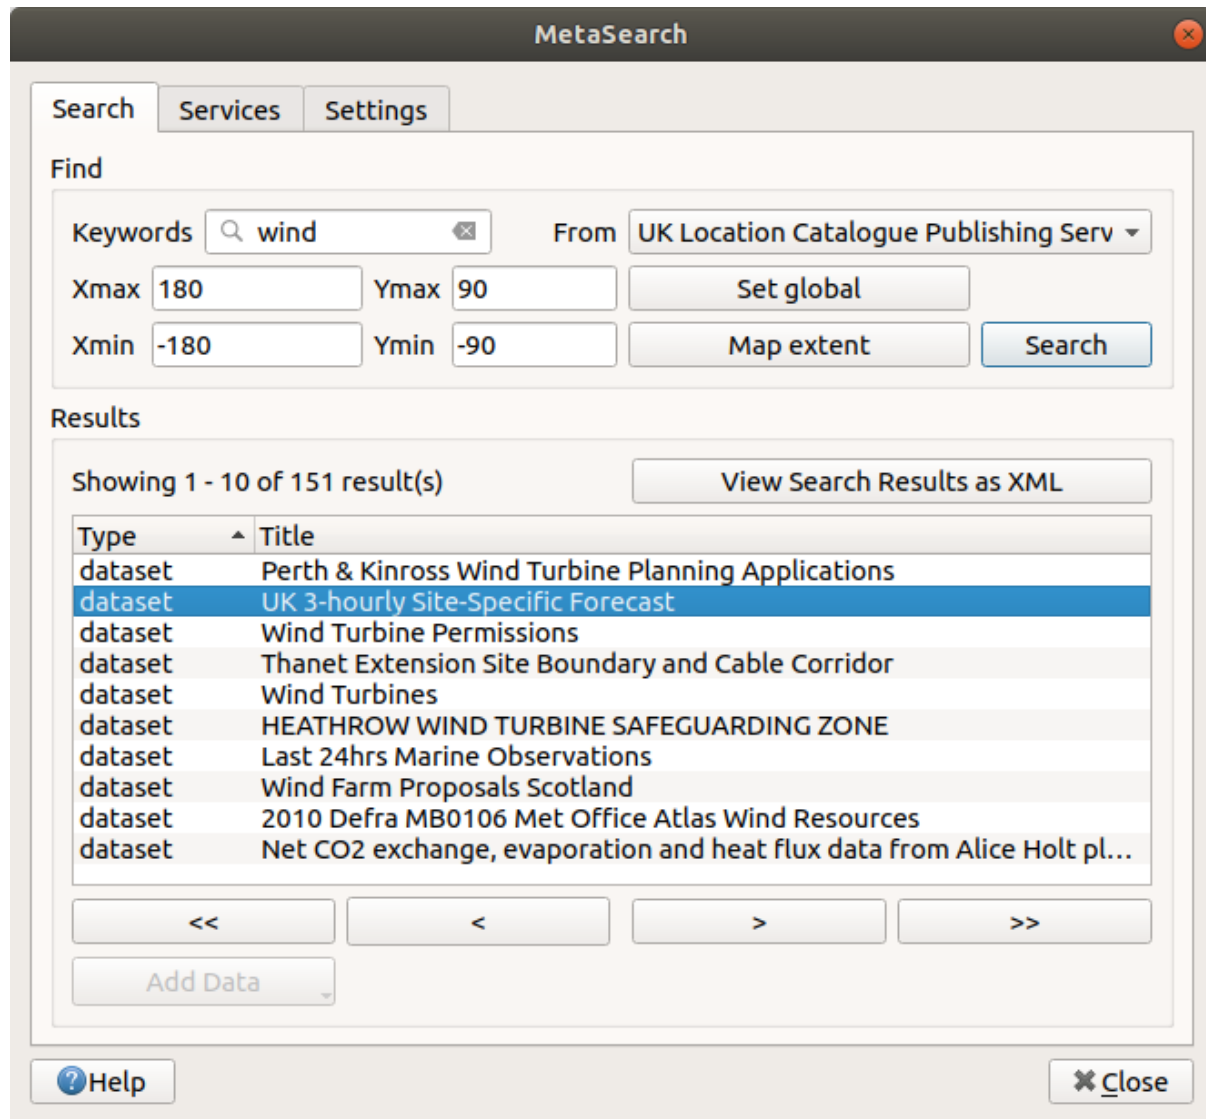 MetaSearch
Search Services Settings
Find
Keywords wind From UK Location Catalogue Publishing Serv
Xmax 180 Ymax 90 Set global
Xmin -180 Ymin -90 Map extent Search
Results
Showing 1 - 10 of 151 result(s) View Search Results as XML
Type Title
dataset Perth & Kinross Wind Turbine Planning Applications
dataset UK 3-hourly Site-Specific Forecast
dataset Wind Turbine Permissions
dataset Thanet Extension Site Boundary and Cable Corridor
dataset Wind Turbines
dataset HEATHROW WIND TURBINE SAFEGUARDING ZONE
dataset Last 24hrs Marine Observations
dataset Wind Farm Proposals Scotland
dataset 2010 Defra MB0106 Met Office Atlas Wind Resources
dataset Net CO2 exchange, evaporation and heat flux data from Alice Holt pl...
<< < > >>
Add Data
Help Close